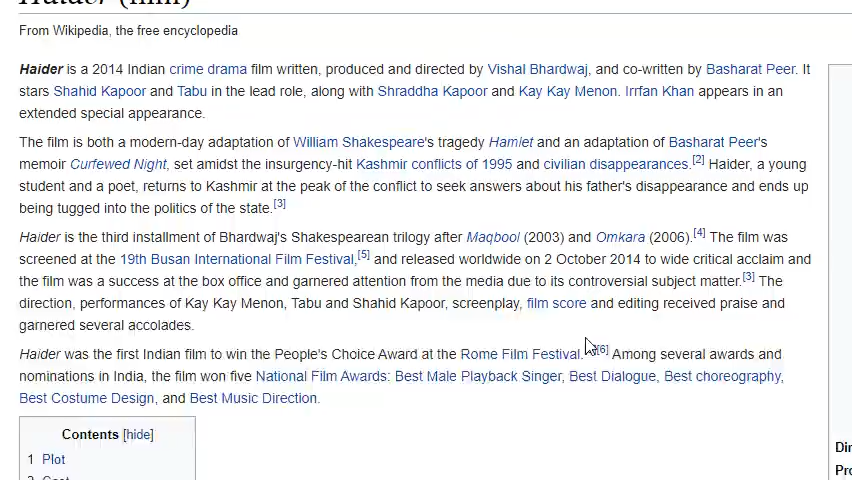 From Wikipedia, the free encyclopedia
Haider is a 2014 Indian crime drama film written, produced and directed by Vishal Bhardwaj, and co-written by Basharat Peer. It
stars Shahid Kapoor and Tabu in the lead role, along with Shraddha Kapoor and Kay Kay Menon. Irrfan Khan appears in an
extended special appearance.
The film is both a modern-day adaptation of William Shakespeare's tragedy Hamlet and an adaptation of Basharat Peer's
memoir Curfewed Night, set amidst the insurgency-hit Kashmir conflicts of 1995 and civilian disappearances.[2] Haider, a young
student and a poet, returns to Kashmir at the peak of the conflict to seek answers about his father's disappearance and ends up
being tugged into the politics of the state.[3]
Haider is the third installment of Bhardwaj's Shakespearean trilogy after Maqbool (2003) and Omkara (2006).[4] The film was
screened at the 19th Busan International Film Festival,[5] and released worldwide on 2 October 2014 to wide critical acclaim and
the film was a success at the box office and garnered attention from the media due to its controversial subject matter.[3] The
direction, performances of Kay Kay Menon, Tabu and Shahid Kapoor, screenplay, film score and editing received praise and
garnered several accolades.
Haider was the first Indian film to win the People's Choice Award at the Rome Film Festival.[6] Among several awards and
nominations in India, the film won five National Film Awards: Best Male Playback Singer, Best Dialogue, Best choreography,
Best Costume Design, and Best Music Direction.
Contents [hide]
1 Plot